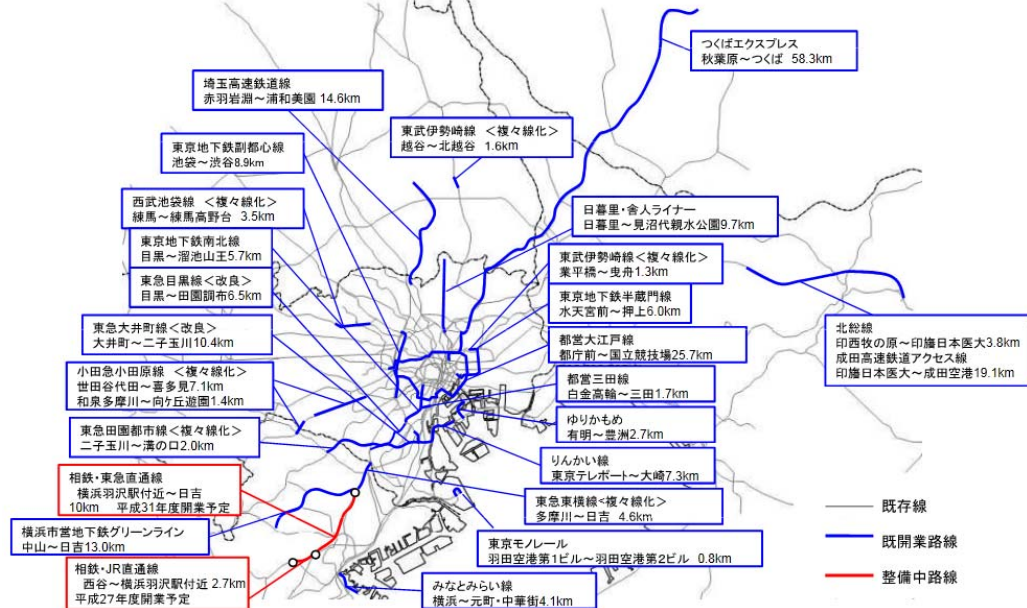 つくばエクスプレス
秋葉原～つくば 58.3km
埼玉高速鉄道線
赤羽岩淵～浦和美園 14.6km
東武伊勢崎線 ＜複々線化＞
越谷～北越谷 1.6km
東京地下鉄副都心線
池袋～渋谷8.9km
西武池袋線 ＜複々線化＞
練馬～練馬高野台 3.5km
日暮里・舎人ライナー
日暮里～見沼代親水公園9.7km
東京地下鉄南北線
目黒～溜池山王5.7km
東武伊勢崎線＜複々線化＞
業平橋～曳舟1.3km
東急目黒線＜改良＞
目黒～田園調布6.5km
東京地下鉄半蔵門線
水天宮前～押上6.0km
東急大井町線＜改良＞
大井町～二子玉川10.4km
都営大江戸線
都庁前～国立競技場25.7km
北総線
印西牧の原～印旛日本医大3.8km
成田高速鉄道アクセス線
印旛日本医大～成田空港19.1km
小田急小田原線 ＜複々線化＞
世田谷代田～喜多見7.1km
和泉多摩川～向ケ丘遊園1.4km
都営三田線
白金高輪～三田1.7km
ゆりかもめ
有明～豊洲2.7km
東急田園都市線＜複々線化＞
二子玉川～溝の口2.0km
りんかい線
東京テレポート～大崎7.3km
相鉄・東急直通線
横浜羽沢駅付近～日吉
10km 平成31年度開業予定
東急東横線＜複々線化＞
多摩川～日吉 4.6km
横浜市営地下鉄グリーンライン
中山～日吉13.0km
東京モノレール
羽田空港第1ビル～羽田空港第2ビル 0.8km
相鉄・JR直通線
西谷～横浜羽沢駅付近 2.7km
平成27年度開業予定
みなとみらい線
横浜～元町・中華街4.1km
既存線
既開業路線
整備中路線